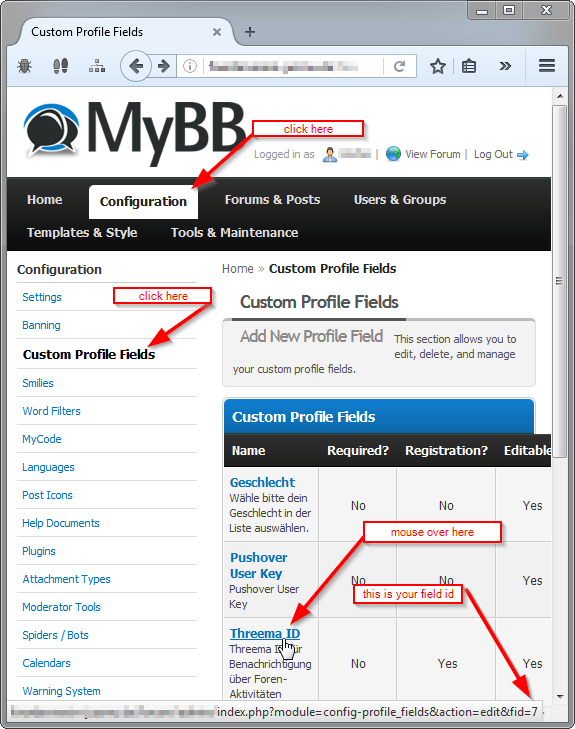 Custom Profile Fields
MyBB
click here
Logged in as | View Forum | Log Out
Home Configuration Forums & Posts Users & Groups
Templates & Style Tools & Maintenance
Configuration
Settings
click here
Banning
Custom Profile Fields
Smilies
Word Filters
MyCode
Languages
Post Icons
Help Documents
Plugins
Attachment Types
Moderator Tools
Spiders / Bots
Calendars
Warning System
Home » Custom Profile Fields
Custom Profile Fields
Add New Profile Field This section allows you to
edit, delete, and manage
your custom profile fields.
Custom Profile Fields
Name Required? Registration? Editable
Geschlecht
Wähle bitte dein
Geschlecht in der
Liste auswählen.
No No Yes
mouse over here
Pushover
User Key
Pushover User
Key
No No Yes
this is your field id
Threema ID
Threema ID für
Benachrichtigung
über Foren-
Aktivitäten
No Yes Yes
index.php?module=config-profile_fields&action=edit&fid=7